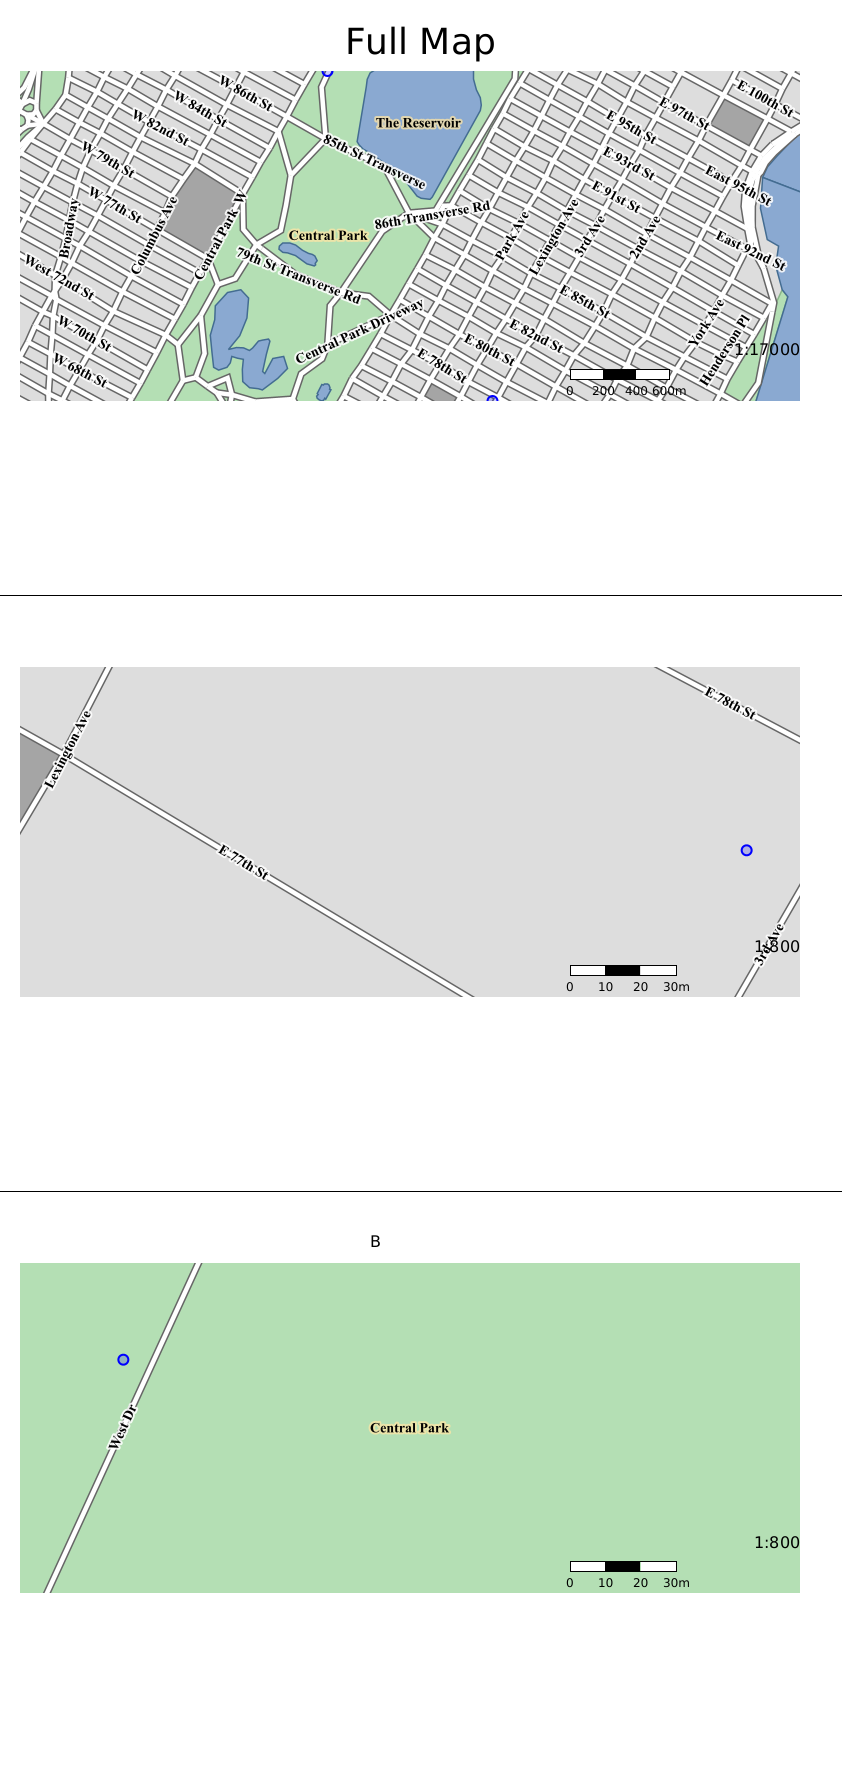 Full Map
W 86th St
W 84th St
W 82nd St
W 79th St
W 77th St
Broadway
Columbus Ave
Central Park W
West 72nd St
W 70th St
W 68th St
The Reservoir
85th St Transverse
86th Transverse Rd
Central Park
79th St Transverse Rd
Central Park Driveway
E 100th St
E 97th St
E 95th St
E 93rd St
E 91st St
East 95th St
East 92nd St
Park Ave
Lexington Ave
3rd Ave
2nd Ave
E 85th St
E 82nd St
E 80th St
E 78th St
York Ave
Henderson Pl
1:17000
0 200 400 600m
Lexington Ave
E 78th St
E 77th St
3rd Ave
1:800
0 10 20 30m
B
West Dr
Central Park
1:800
0 10 20 30m